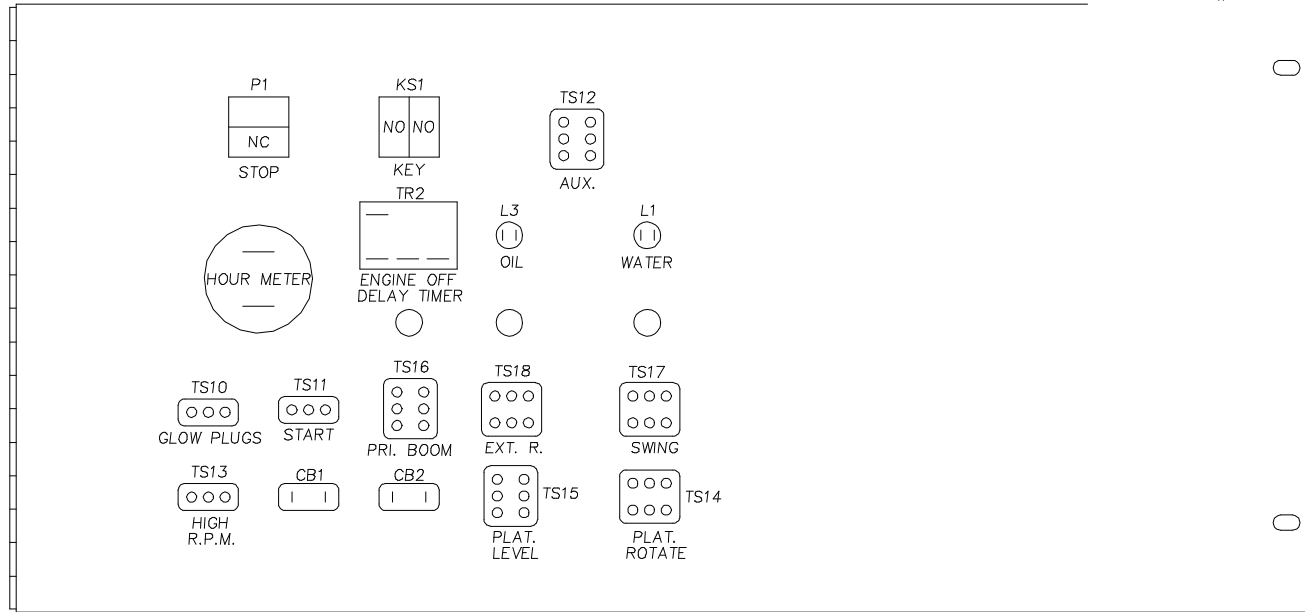 P1
KS1
TS12
NC
NO NO
STOP
KEY
AUX.
TR2
L3
L1
OIL
WATER
HOUR METER
ENGINE OFF
DELAY TIMER
TS16
TS18
TS17
TS10
TS11
GLOW PLUGS
START
PRI. BOOM
EXT. R.
SWING
TS13
CB1
CB2
TS15
TS14
HIGH
R.P.M.
PLAT.
LEVEL
PLAT.
ROTATE